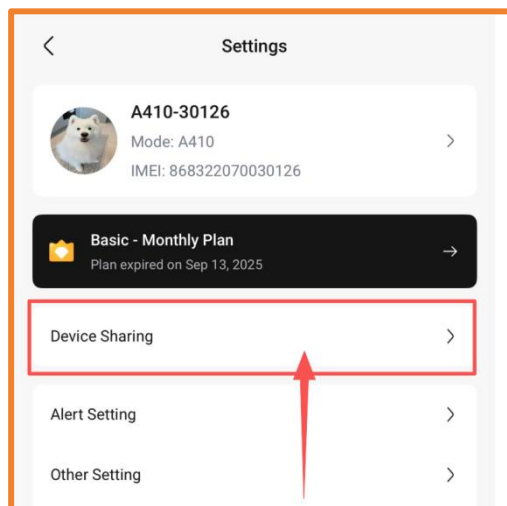 Settings
A410-30126
Mode: A410
IMEI: 868322070030126
Basic - Monthly Plan
Plan expired on Sep 13, 2025
Device Sharing
Alert Setting
Other Setting